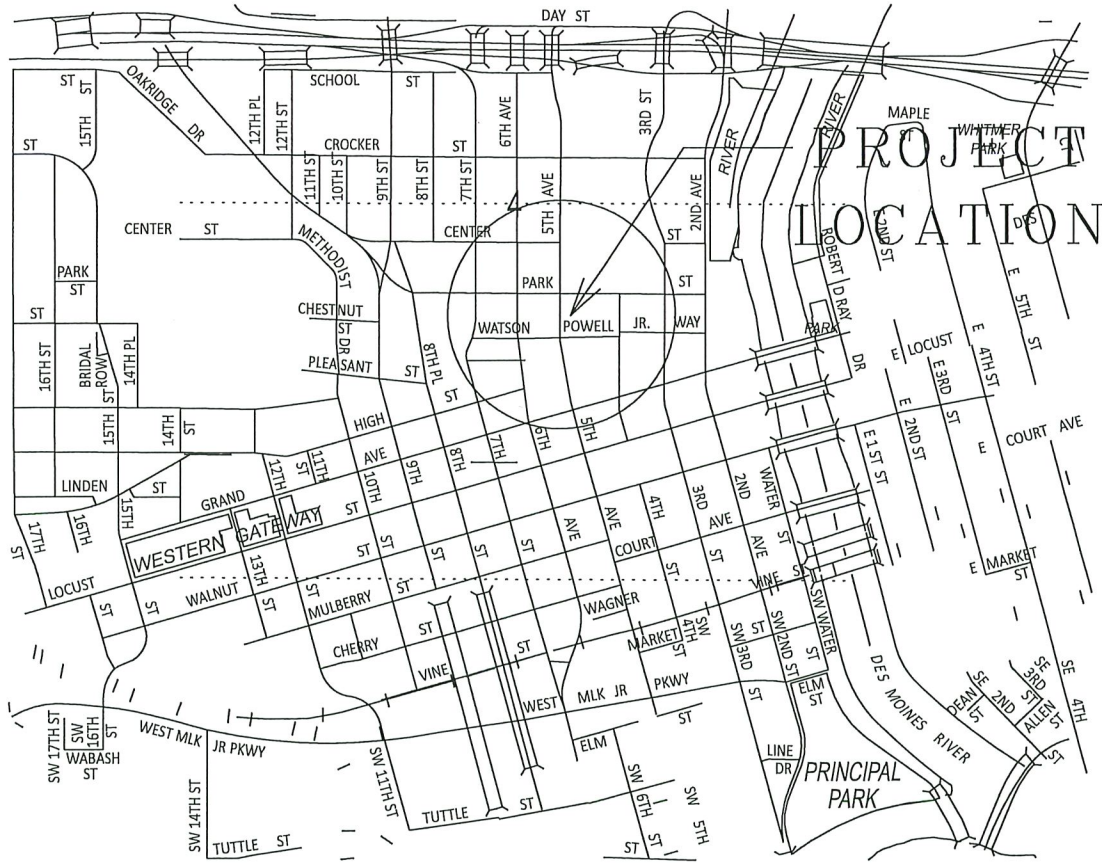 DAY ST
ST
ST
OAKRIDGE DR
SCHOOL ST
15TH
12TH PL
12TH ST
6TH AVE
3RD ST
RIVER
RIVER
MAPLE ST
WHITMER PARK
PROJECT
LOCATION
ST
CROCKER ST
11TH ST
10TH ST
9TH ST
8TH ST
7TH ST
4
5TH AVE
2ND AVE
DES
2ND ST
CENTER ST
METHODIST
CENTER ST
ROBERT D RAY DR
E 5TH ST
PARK ST
PARK ST
CHESTNUT
ST DR
WATSON POWELL JR. WAY
PARK
ST
16TH ST
BRIDAL ROW
ST
14TH PL
PLEASANT ST
8TH PL
E LOCUST
E 3RD ST
E 4TH ST
15TH
14TH ST
HIGH ST
5TH
6TH
7TH
8TH
9TH
10TH
11TH ST
12TH
AVE
E 2ND ST
E 1 ST ST
E COURT AVE
LINDEN ST
15TH
16TH
17TH ST
GRAND
WESTERN GATEWAY
ST
4TH
3RD
2ND
WATER ST
AVE
AVE
AVE
AVE
COURT
LOCUST
WALNUT
13TH ST
ST
ST
ST
ST
ST
ST
ST
ST
ST
ST
VINE ST
E MARKET ST
MULBERRY ST
WAGNER
CHERRY ST
MARKET ST
SW 4TH
SW 3RD ST
ST
SW 2ND ST
SW WATER ST
VINE ST
WEST MLK JR PKWY
ELM ST
DES MOINES RIVER
SE 3RD ST
SE 2ND
DEAN ST
ALLEN ST
SE 4TH ST
SW 17TH ST
SW 16TH ST
WABASH ST
WEST MLK JR PKWY
ELM ST
LINE DR
PRINCIPAL PARK
SW 14TH ST
SW 11TH ST
TUTTLE ST
SW 6TH ST
SW 5TH
TUTTLE ST
ST